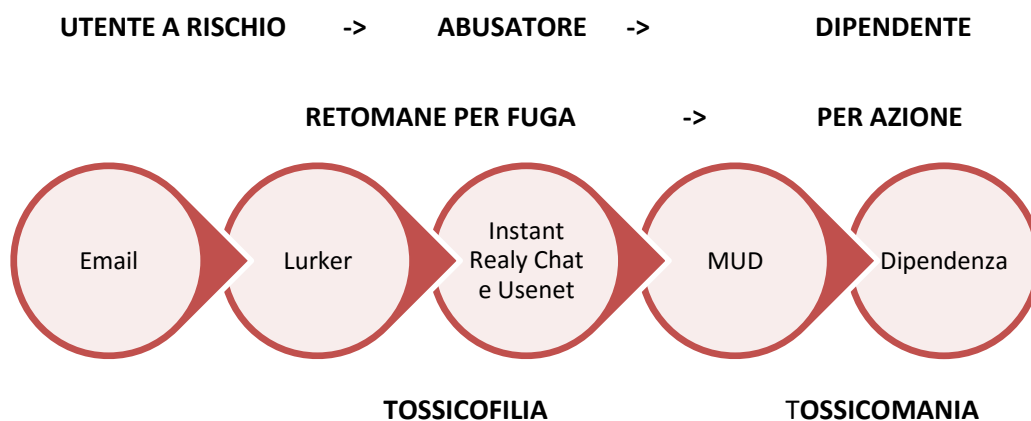 UTENTE A RISCHIO -> ABUSATORE -> DIPENDENTE
RETOMANE PER FUGA -> PER AZIONE
Email
Lurker
Instant
Realy Chat
e Usenet
MUD
Dipendenza
TOSSICOFILIA TOSSICOMANIA